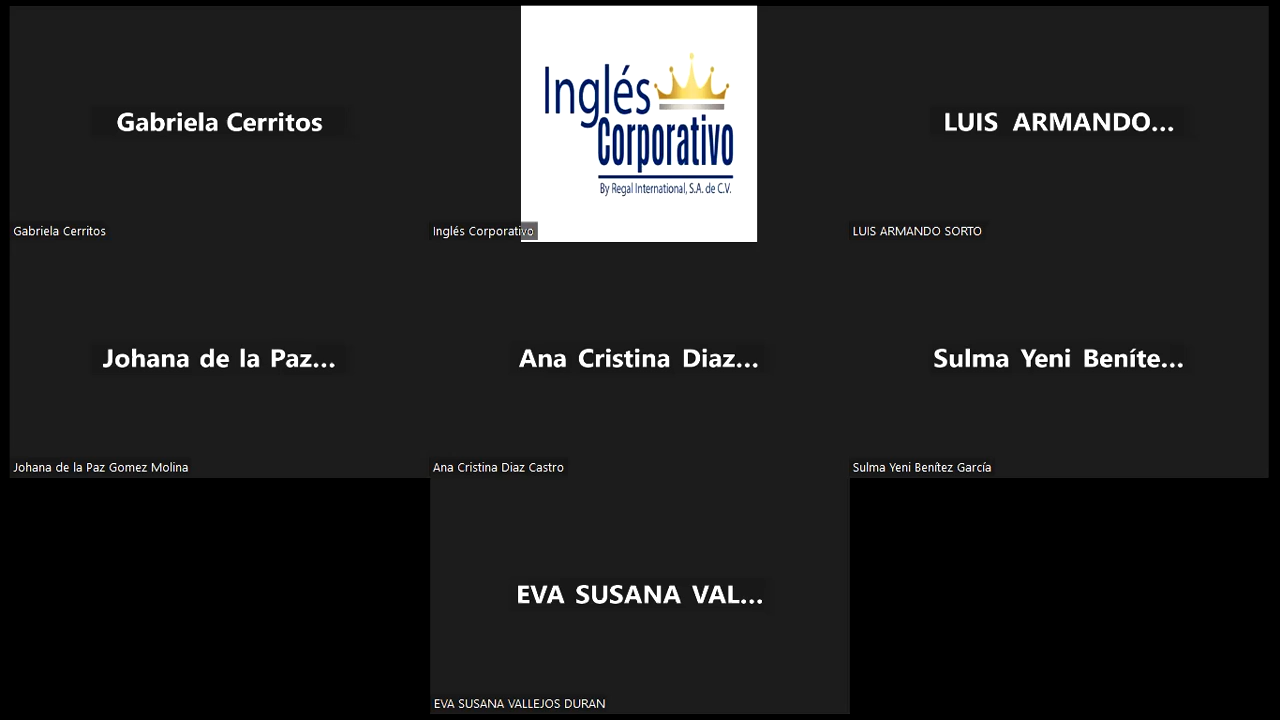 Gabriela Cerritos
Gabriela Cerritos
Inglés
Corporativo
By Regal International, S.A. de C.V.
Inglés Corporativo
LUIS ARMANDO...
LUIS ARMANDO SORTO
Johana de la Paz...
Johana de la Paz Gomez Molina
Ana Cristina Diaz...
Ana Cristina Diaz Castro
Sulma Yeni Beníte...
Sulma Yeni Benítez García
EVA SUSANA VAL...
EVA SUSANA VALLEJOS DURAN